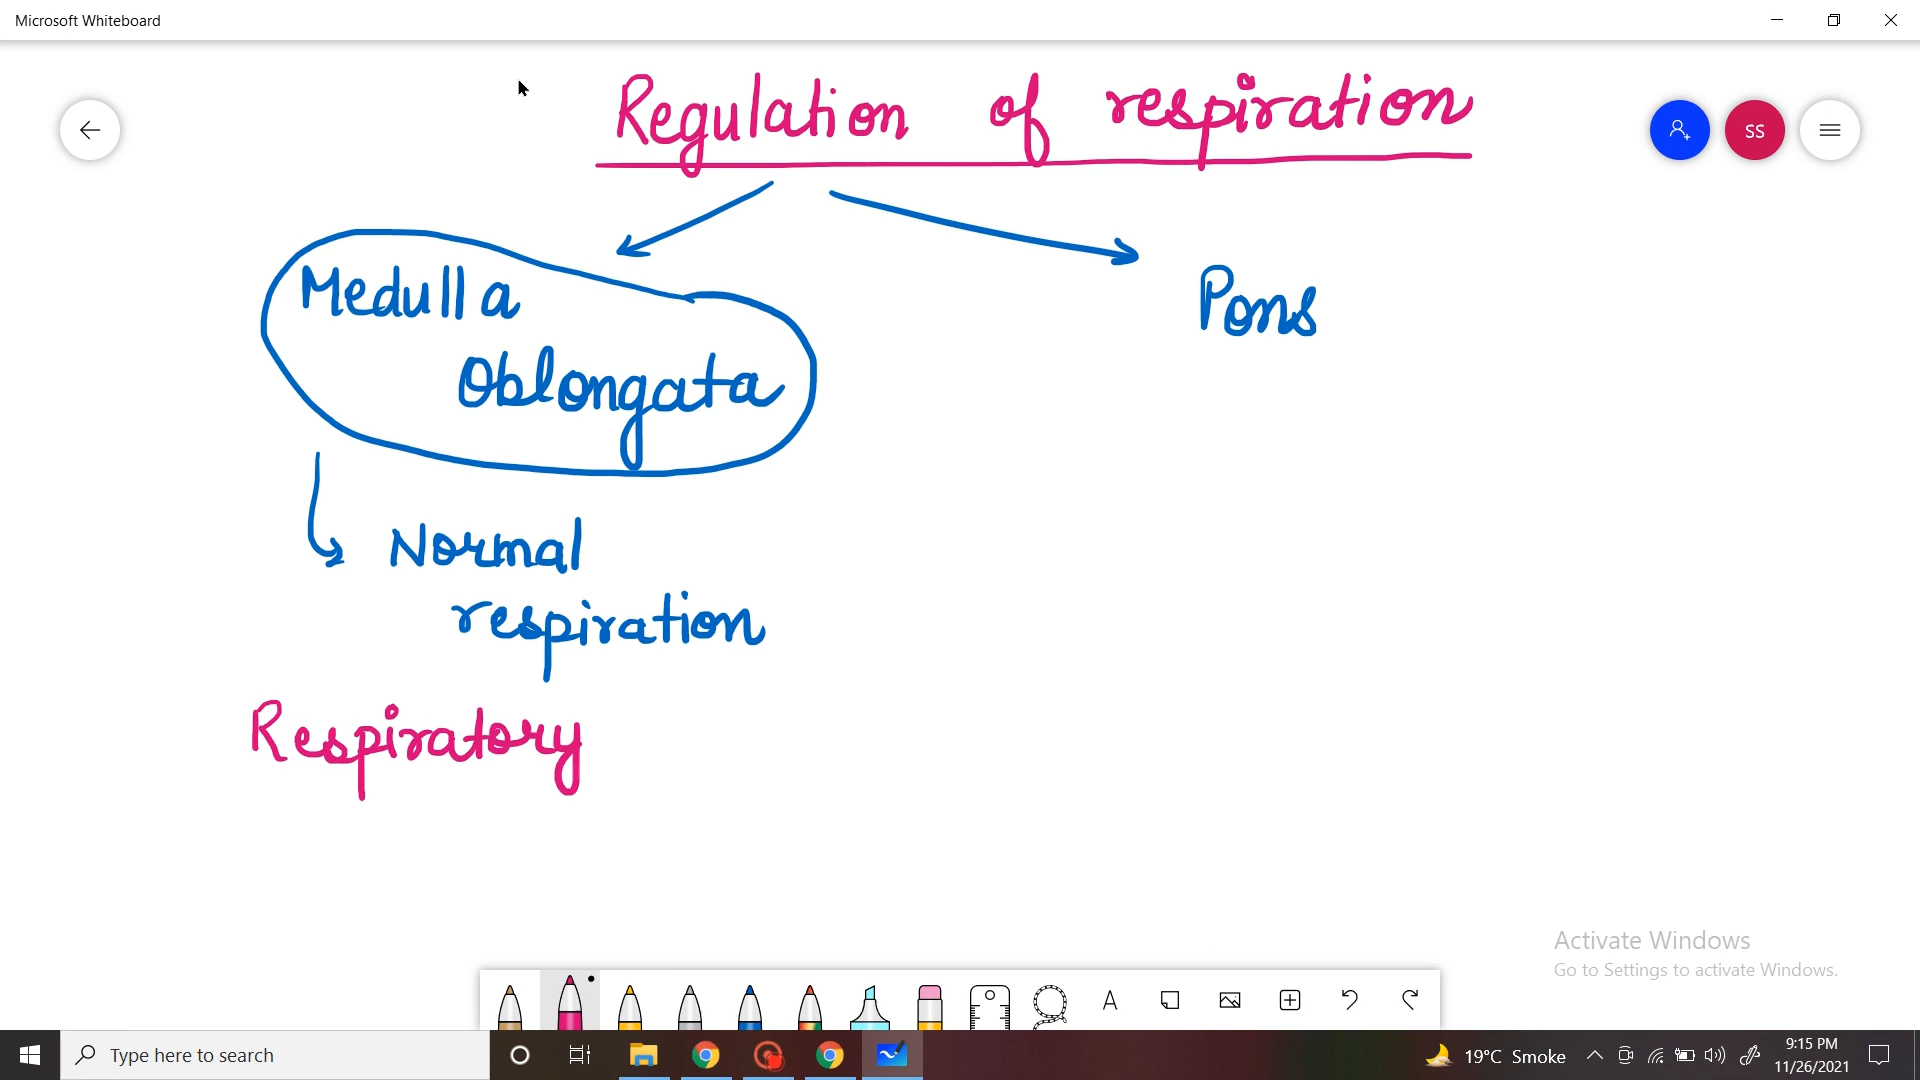 Microsoft Whiteboard
Regulation of respiration
SS
Medulla
Oblongata
Pons
Normal
respiration
Respiratory
Activate Windows
Go to Settings to activate Windows.
A
Type here to search
19°C Smoke
9:15 PM
11/26/2021